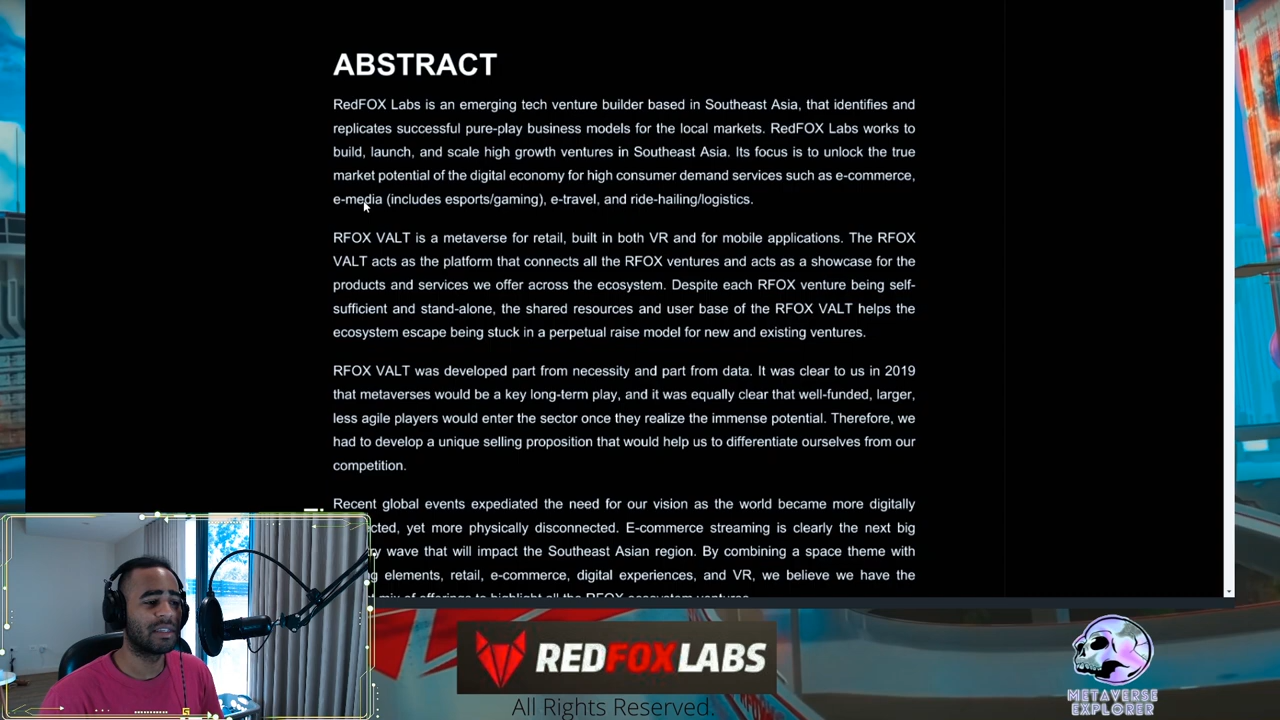 ABSTRACT
RedFOX Labs is an emerging tech venture builder based in Southeast Asia, that identifies and
replicates successful pure-play business models for the local markets. RedFOX Labs works to
build, launch, and scale high growth ventures in Southeast Asia. Its focus is to unlock the true
market potential of the digital economy for high consumer demand services such as e-commerce,
e-media (includes esports/gaming), e-travel, and ride-hailing/logistics.
RFOX VALT is a metaverse for retail, built in both VR and for mobile applications. The RFOX
VALT acts as the platform that connects all the RFOX ventures and acts as a showcase for the
products and services we offer across the ecosystem. Despite each RFOX venture being self-
sufficient and stand-alone, the shared resources and user base of the RFOX VALT helps the
ecosystem escape being stuck in a perpetual raise model for new and existing ventures.
RFOX VALT was developed part from necessity and part from data. It was clear to us in 2019
that metaverses would be a key long-term play, and it was equally clear that well-funded, larger,
less agile players would enter the sector once they realize the immense potential. Therefore, we
had to develop a unique selling proposition that would help us to differentiate ourselves from our
competition.
Recent global events expediated the need for our vision as the world became more digitally
yet more physically disconnected. E-commerce streaming is clearly the next big
wave that will impact the Southeast Asian region. By combining a space theme with
elements, retail, e-commerce, digital experiences, and VR, we believe we have the
mix of offerings to highlight all the RFOX ecosystem ventures.
REDFOXLABS
All Rights Reserved.
METAVERSE
EXPLORER